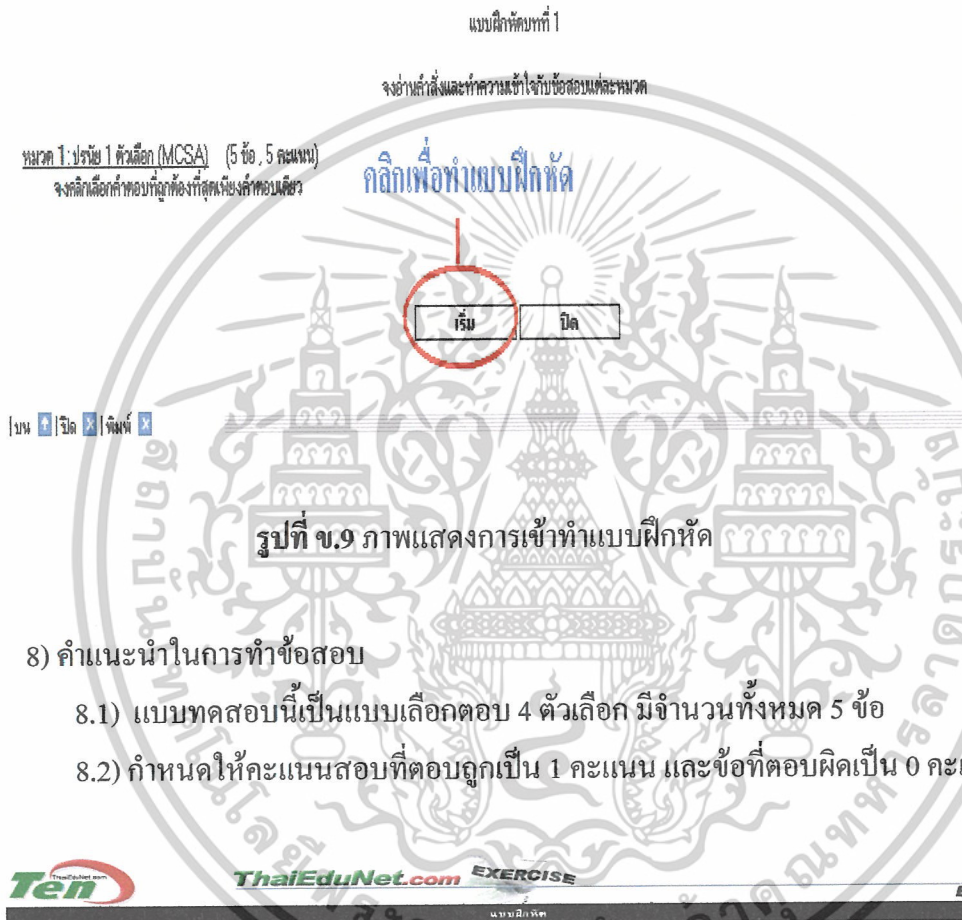 แบบฝึกหัดบทที่ 1
จงอ่านคำสั่งและทำความเข้าใจกับข้อสอบแต่ละหมวด
หมวด 1: ปรนัย 1 ตัวเลือก (MCSA) (5 ข้อ , 5 คะแนน)
จงคลิกเลือกคำตอบที่ถูกต้องที่สุดเพียงคำตอบเดียว
คลิกเพื่อทำแบบฝึกหัด
เริ่ม ปิด
|บน |ปิด |พิมพ์
รูปที่ ข.9 ภาพแสดงการเข้าทำแบบฝึกหัด
8) คำแนะนำในการทำข้อสอบ
8.1) แบบทดสอบนี้เป็นแบบเลือกตอบ 4 ตัวเลือก มีจำนวนทั้งหมด 5 ข้อ
8.2) กำหนดให้คะแนนสอบที่ตอบถูกเป็น 1 คะแนน และข้อที่ตอบผิดเป็น 0
Ten ThaiEduNet.com EXERCISE
แบบฝึกหัด